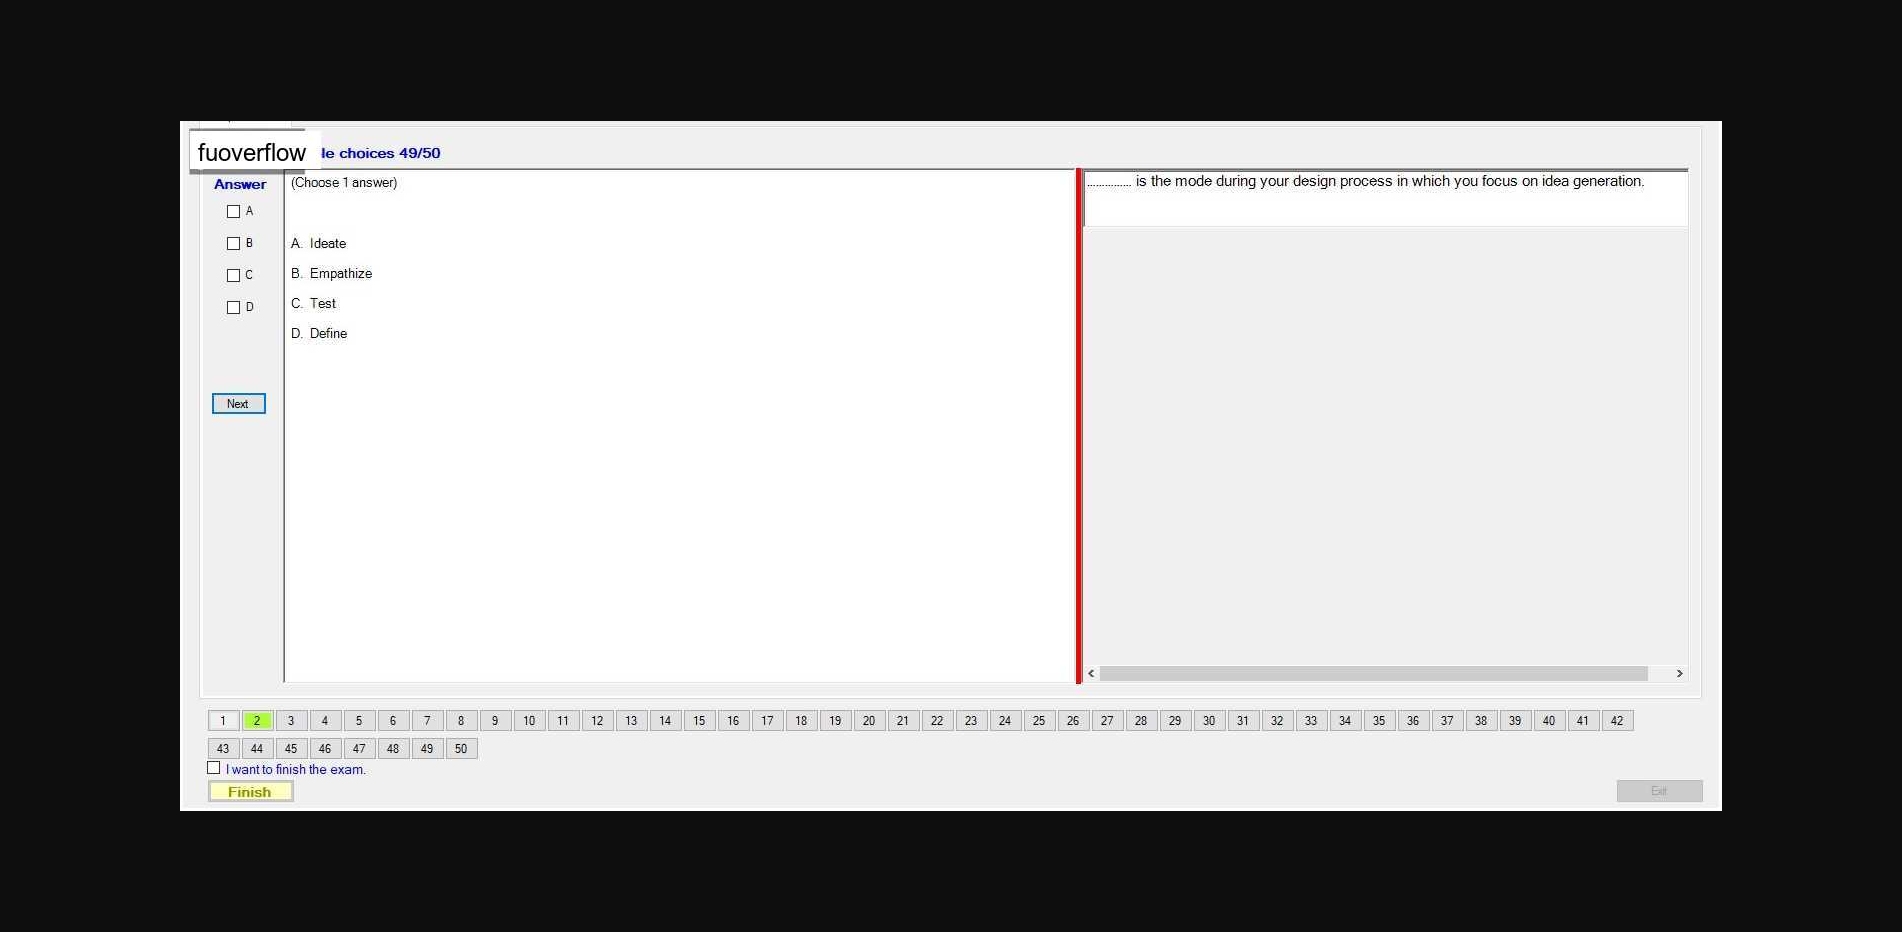 fuoverflow
le choices 49/50
Answer
(Choose 1 answer)
............... is the mode during your design process in which you focus on idea generation.
A
B
C
D
A. Ideate
B. Empathize
C. Test
D. Define
Next
1 2 3 4 5 6 7 8 9 10 11 12 13 14 15 16 17 18 19 20 21 22 23 24 25 26 27 28 29 30 31 32 33 34 35 36 37 38 39 40 41 42
43 44 45 46 47 48 49 50
I want to finish the exam.
Finish
Exit